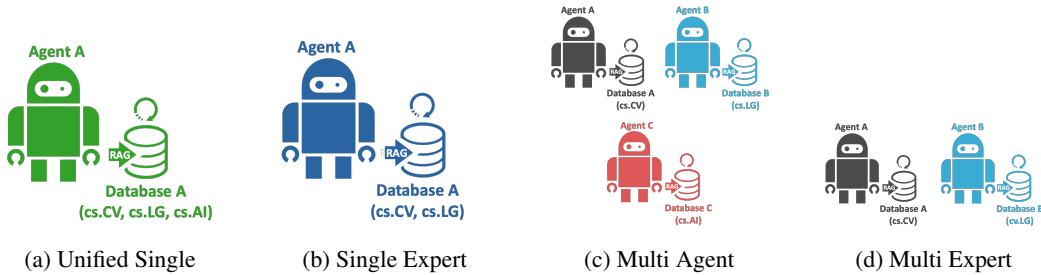 Agent A
RAG
Database A
(cs.CV, cs.LG, cs.AI)
(a) Unified Single
Agent A
RAG
Database A
(cs.CV, cs.LG)
(b) Single Expert
Agent A
RAG
Database A
(cs.CV)
Agent B
RAG
Database B
(cs.LG)
Agent C
RAG
Database C
(cs.AI)
(c) Multi Agent
Agent A
RAG
Database A
(cs.CV)
Agent B
RAG
Database B
(cv.LG)
(d) Multi Expert